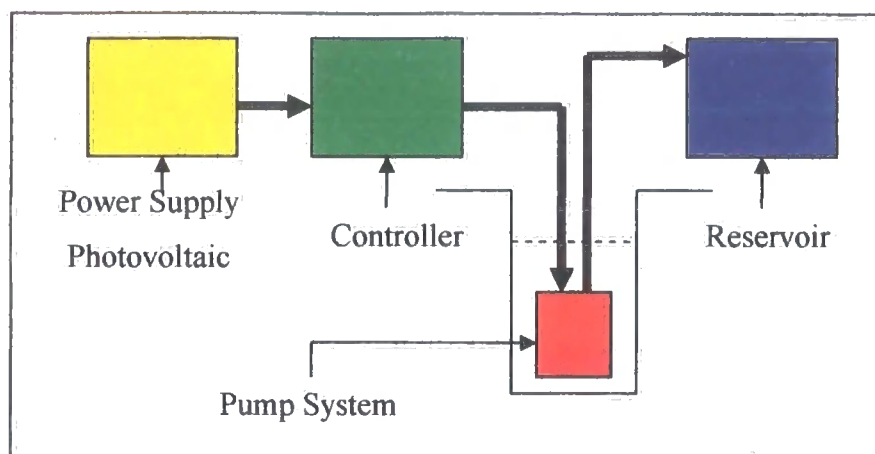 Power Supply
Photovoltaic
Controller
Reservoir
Pump System